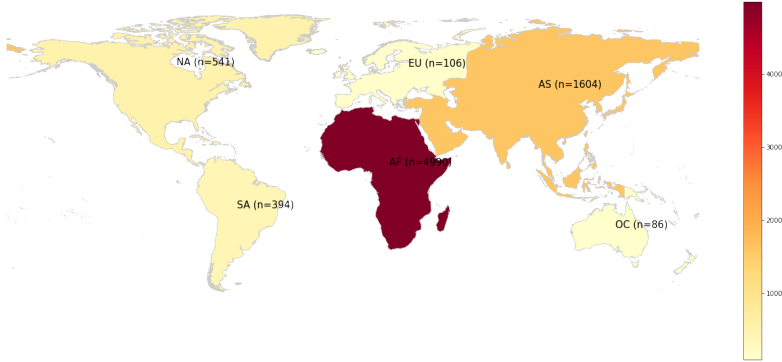 NA (n=541)
EU (n=106)
AS (n=1604)
AF (n=4990)
SA (n=394)
OC (n=86)
4000
3000
2000
1000